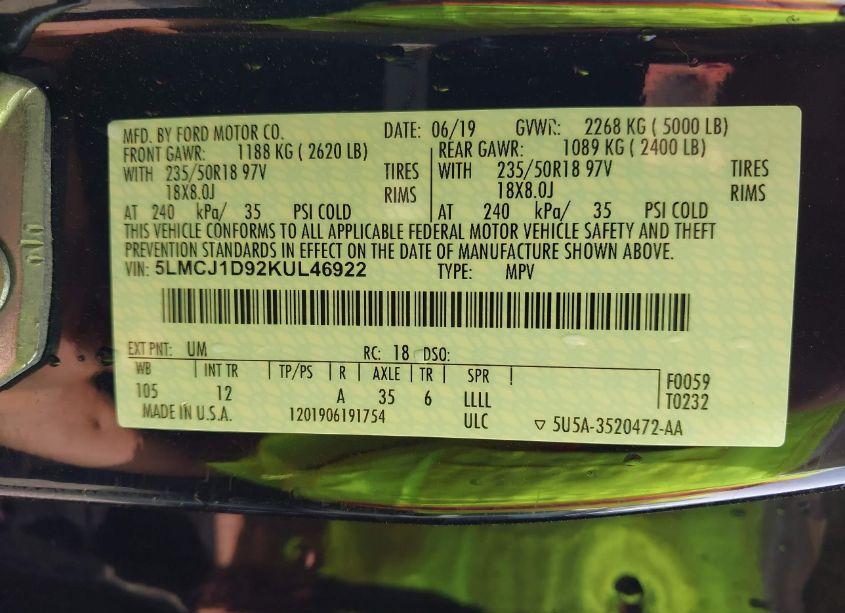 MFD. BY FORD MOTOR CO. DATE: 06/19 GVWR: 2268 KG ( 5000 LB)
FRONT GAWR: 1188 KG ( 2620 LB) REAR GAWR: 1089 KG ( 2400 LB)
WITH 235/50R18 97V TIRES WITH 235/50R18 97V TIRES
18X8.0J RIMS 18X8.0J RIMS
AT 240 kPa/ 35 PSI COLD AT 240 kPa/ 35 PSI COLD
THIS VEHICLE CONFORMS TO ALL APPLICABLE FEDERAL MOTOR VEHICLE SAFETY AND THEFT
PREVENTION STANDARDS IN EFFECT ON THE DATE OF MANUFACTURE SHOWN ABOVE.
VIN: 5LMCJ1D92KUL46922 TYPE: MPV
EXT PNT: UM RC: 18 DSO:
WB INT TR TP/PS R AXLE TR SPR F0059
105 12 A 35 6 LLLL T0232
MADE IN U.S.A. 1201906191754 ULC ▽ 5U5A-3520472-AA